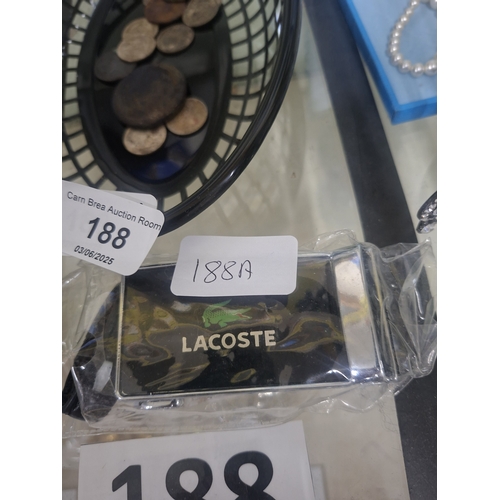 Carn Brea Auction Room
188
03/06/2025
188A
LACOSTE
188